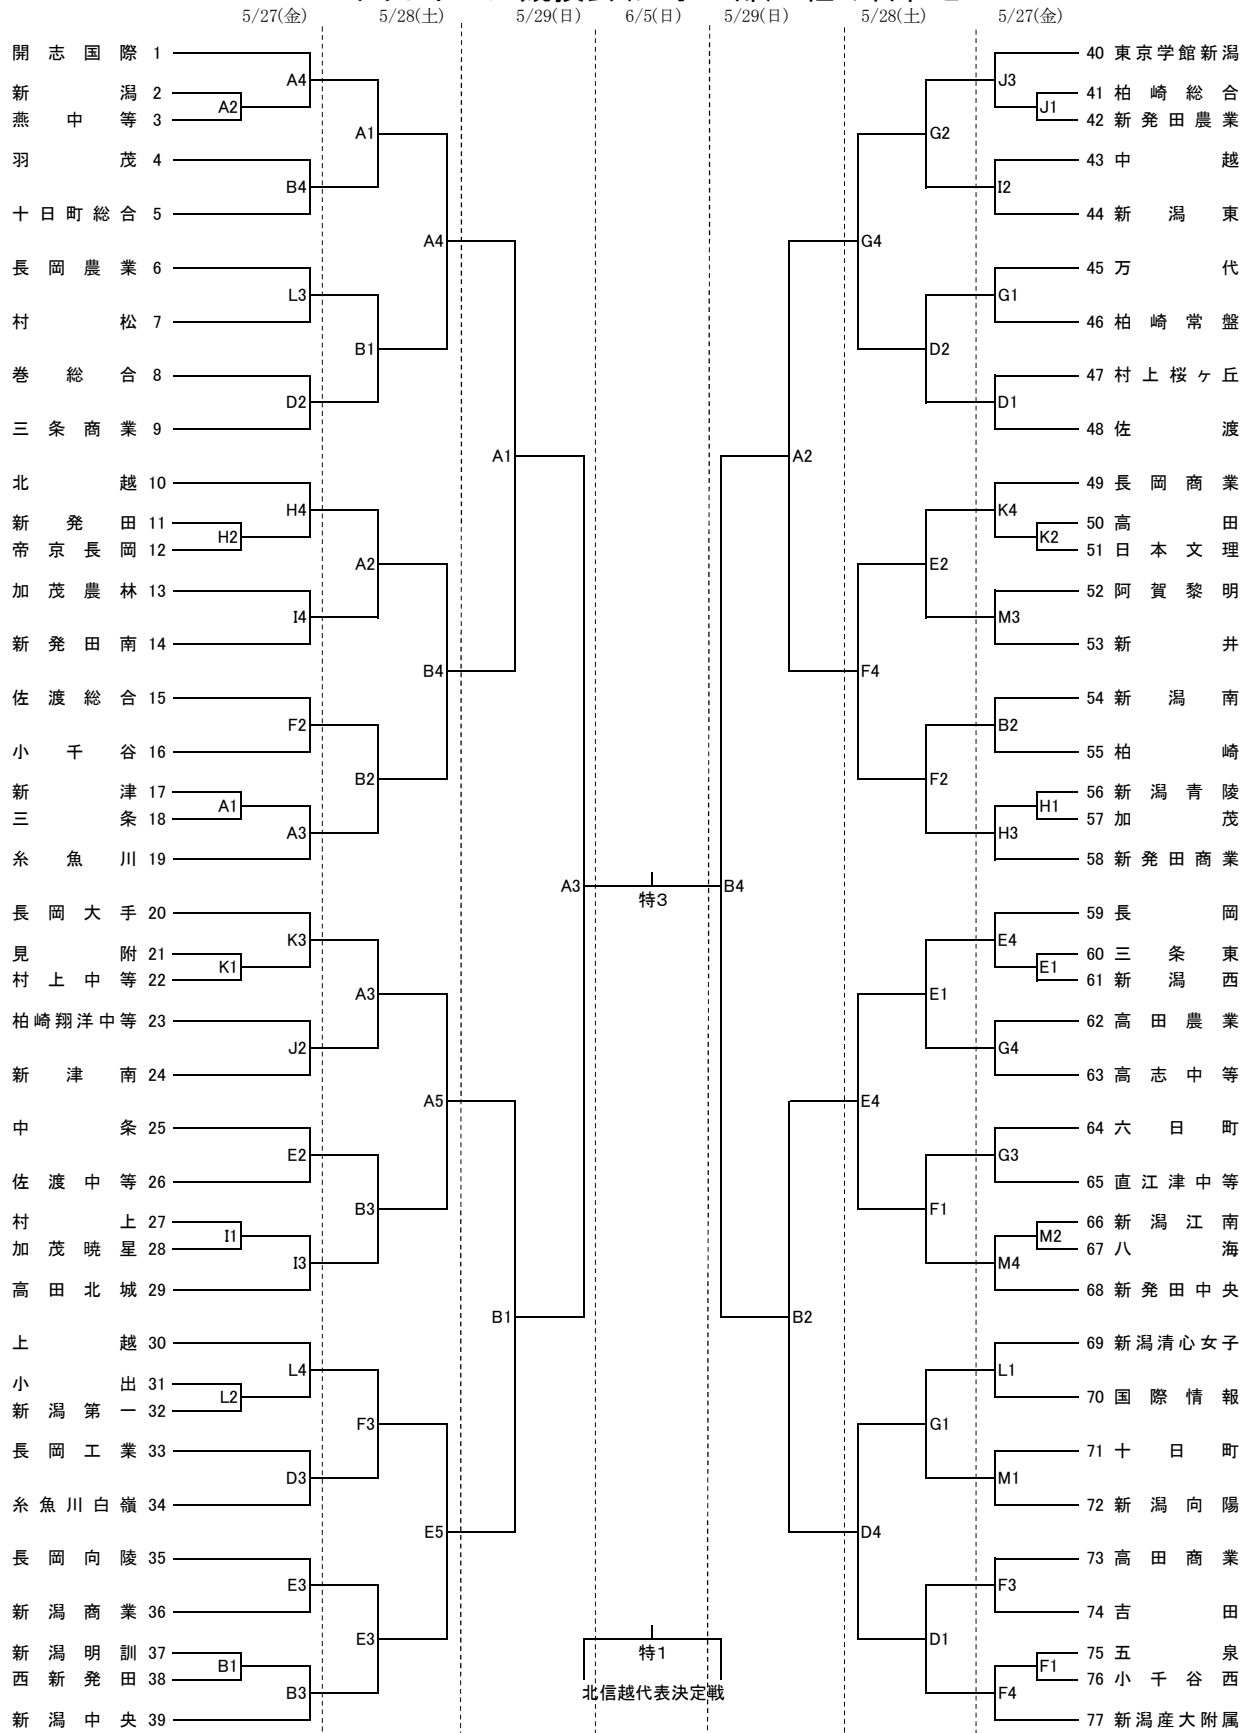 5/27(金) 5/28(土) 5/29(日) 6/5(日) 5/29(日) 5/28(土) 5/27(金)
開志国際 1
新潟 2
燕中等 3
羽茂 4
十日町総合 5
長岡農業 6
村松 7
巻総合 8
三条商業 9
北越 10
新発田 11
帝京長岡 12
加茂農林 13
新発田南 14
佐渡総合 15
小千谷 16
新津 17
三条 18
糸魚川 19
長岡大手 20
見附 21
村上中等 22
柏崎翔洋中等 23
新津南 24
中条 25
佐渡中等 26
村上 27
加茂暁星 28
高田北城 29
上越 30
小出 31
新潟第一 32
長岡工業 33
糸魚川白嶺 34
長岡向陵 35
新潟商業 36
新潟明訓 37
西新発田 38
新潟中央 39
A2
H2
A1
K1
I1
L2
B1
A4
B4
L3
D2
H4
I4
F2
A3
K3
J2
E2
I3
L4
D3
E3
B3
A1
B1
A2
B2
A3
B3
F3
E3
A4
B4
A5
E5
A1
B1
A3
特3
B4
特1
北信越代表決定戦
A2
B2
G4
F4
E4
D4
G2
D2
E2
F2
E1
F1
G1
D1
J3
I2
G1
D1
K4
M3
B2
H3
E4
G4
G3
M4
L1
M1
F3
F4
J1
K2
H1
E1
M2
F1
40 東京学館新潟
41 柏崎総合
42 新発田農業
43 中越
44 新潟東
45 万代
46 柏崎常盤
47 村上桜ヶ丘
48 佐渡
49 長岡商業
50 高田
51 日本文理
52 阿賀黎明
53 新井
54 新潟南
55 柏崎
56 新潟青陵
57 加茂
58 新発田商業
59 長岡
60 三条東
61 新潟西
62 高田農業
63 高志中等
64 六日町
65 直江津中等
66 新潟江南
67 八海
68 新発田中央
69 新潟清心女子
70 国際情報
71 十日町
72 新潟向陽
73 高田商業
74 吉田
75 五泉
76 小千谷西
77 新潟産大附属